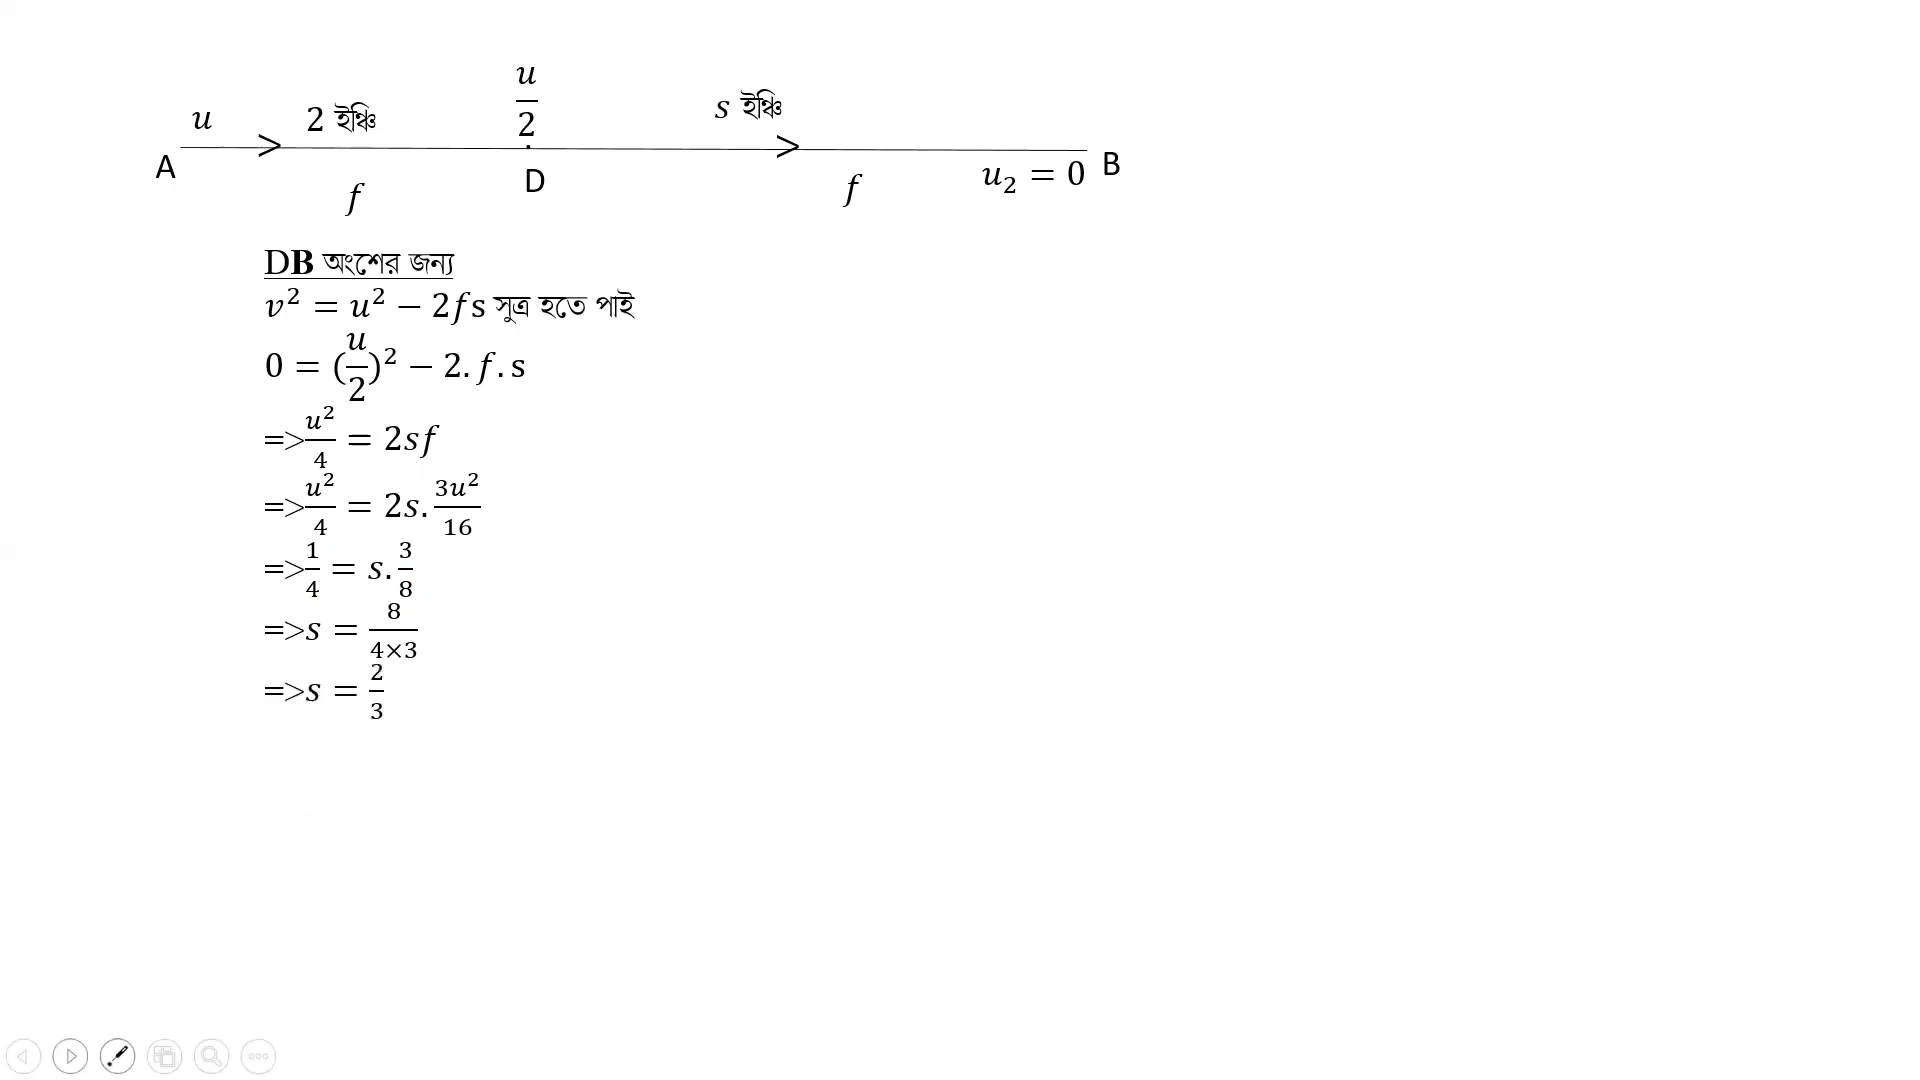 u 2 ইঞ্চি u/2 s ইঞ্চি
A D B
f f u₂ = 0
DB অংশের জন্য
v² = u² − 2fs সুত্র হতে পাই
0 = (u/2)² − 2.f.s
=>u²/4 = 2sf
=>u²/4 = 2s.3u²/16
=>1/4 = s.3/8
=>s = 8/4×3
=>s = 2/3